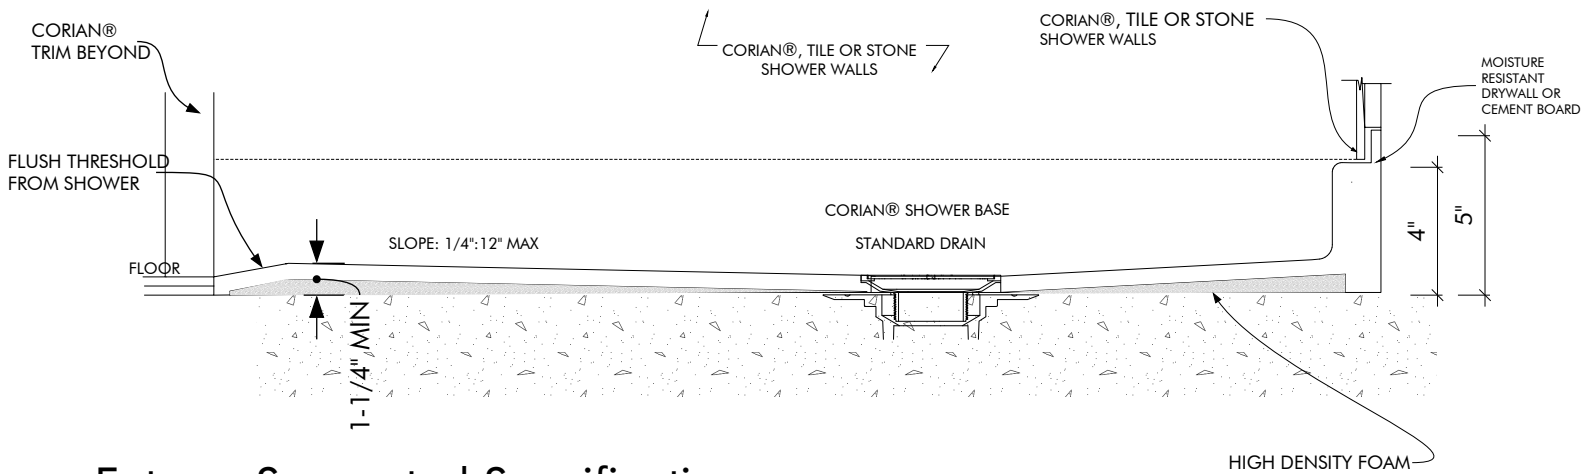 CORIAN®
TRIM BEYOND
CORIAN®, TILE OR STONE
SHOWER WALLS
CORIAN®, TILE OR STONE
SHOWER WALLS
MOISTURE
RESISTANT
DRYWALL OR
CEMENT BOARD
FLUSH THRESHOLD
FROM SHOWER
CORIAN® SHOWER BASE
SLOPE: 1/4":12" MAX
STANDARD DRAIN
FLOOR
4"
5"
1-1/4" MIN
HIGH DENSITY FOAM